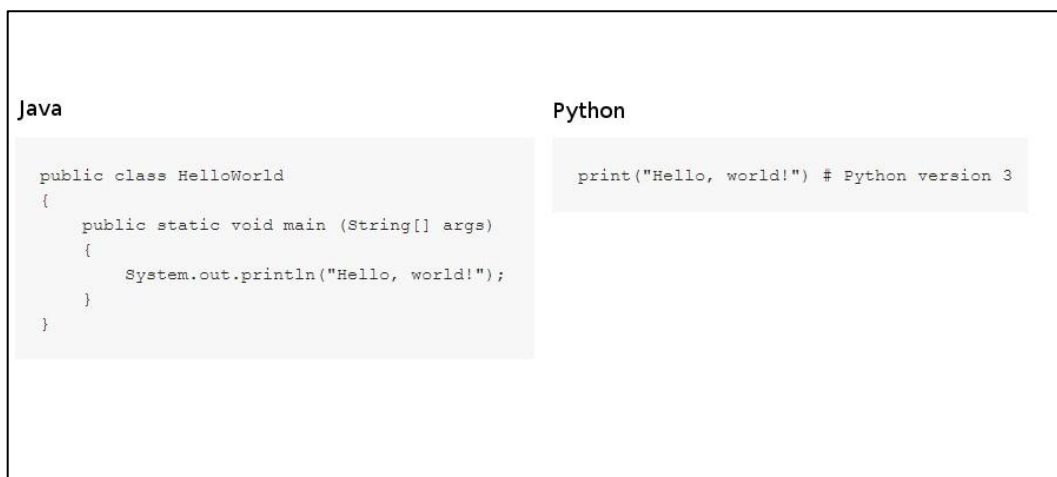 Java
public class HelloWorld
{
    public static void main (String[] args)
    {
        System.out.println("Hello, world!");
    }
}
Python
print("Hello, world!") # Python version 3